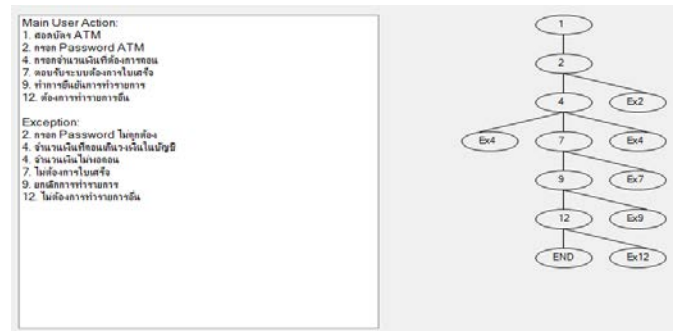 Main User Action:
1. สอดบัตร ATM
2. กรอก Password ATM
4. กรอกจำนวนเงินที่ต้องการถอน
7. ตอบรับระบบต้องการใบเสร็จ
9. ทำการยืนยันการทำรายการ
12. ต้องการทำรายการอื่น
Exception:
2. กรอก Password ไม่ถูกต้อง
4. จำนวนเงินที่ถอนเกินวงเงินในบัญชี
4. จำนวนเงินไม่พอถอน
7. ไม่ต้องการใบเสร็จ
9. ยกเลิกการทำรายการ
12. ไม่ต้องการทำรายการอื่น
1
2
4 Ex2
Ex4 7 Ex4
9 Ex7
12 Ex9
END Ex12